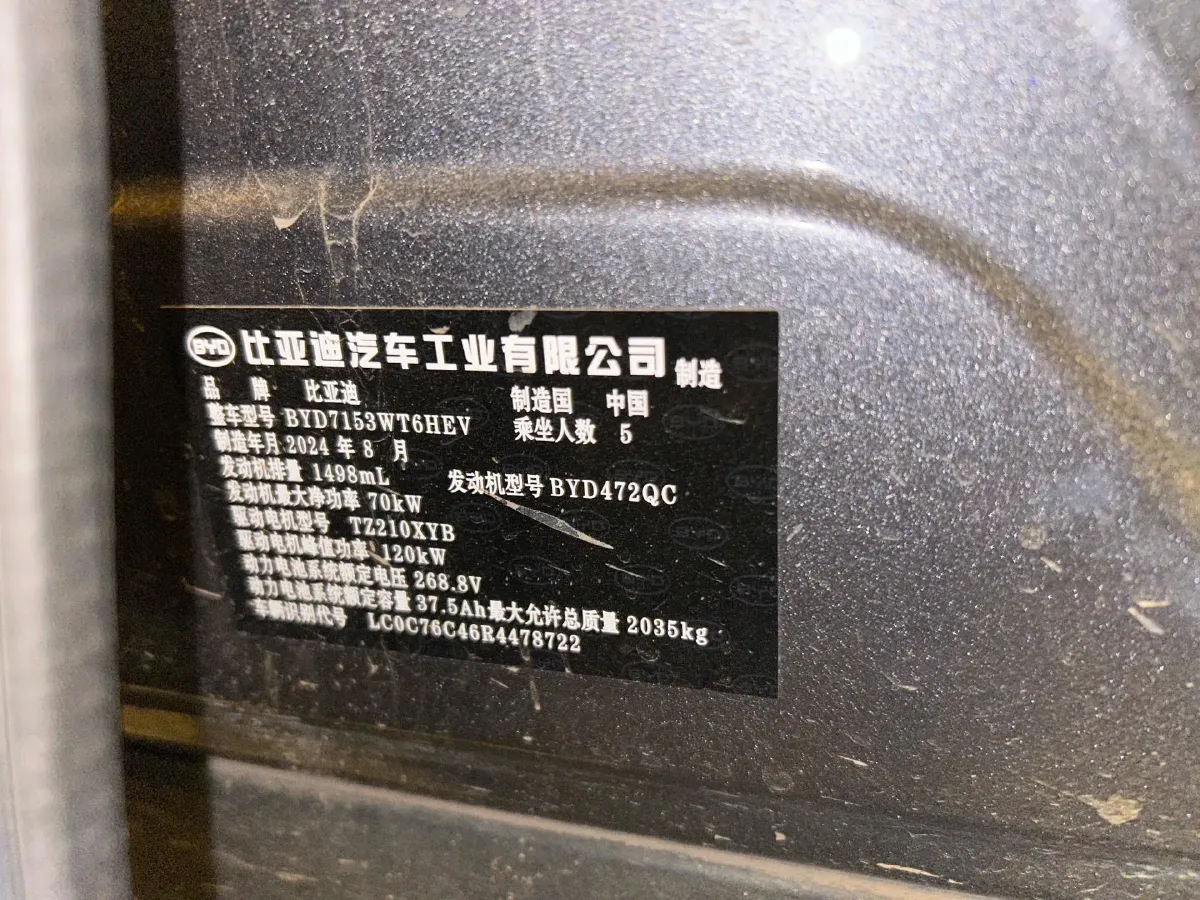 BYD 比亚迪汽车工业有限公司 制造
品 牌 比亚迪 制造国 中国
整车型号 BYD7153WT6HEV 乘坐人数 5
制造年月 2024 年 8 月
发动机排量 1498mL 发动机型号 BYD472QC
发动机最大净功率 70kW
驱动电机型号 TZ210XYB
驱动电机峰值功率 120kW
动力电池系统额定电压 268.8V
动力电池系统额定容量 37.5Ah 最大允许总质量 2035kg
车辆识别代号 LC0C76C46R4478722